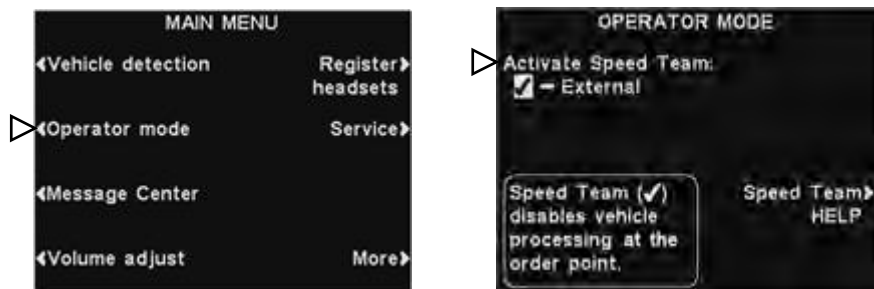 MAIN MENU
Vehicle detection
Register
headsets
Operator mode
Service
Message Center
Volume adjust
More
OPERATOR MODE
Activate Speed Team:
✓ – External
Speed Team (✓)
disables vehicle
processing at the
order point.
Speed Team
HELP